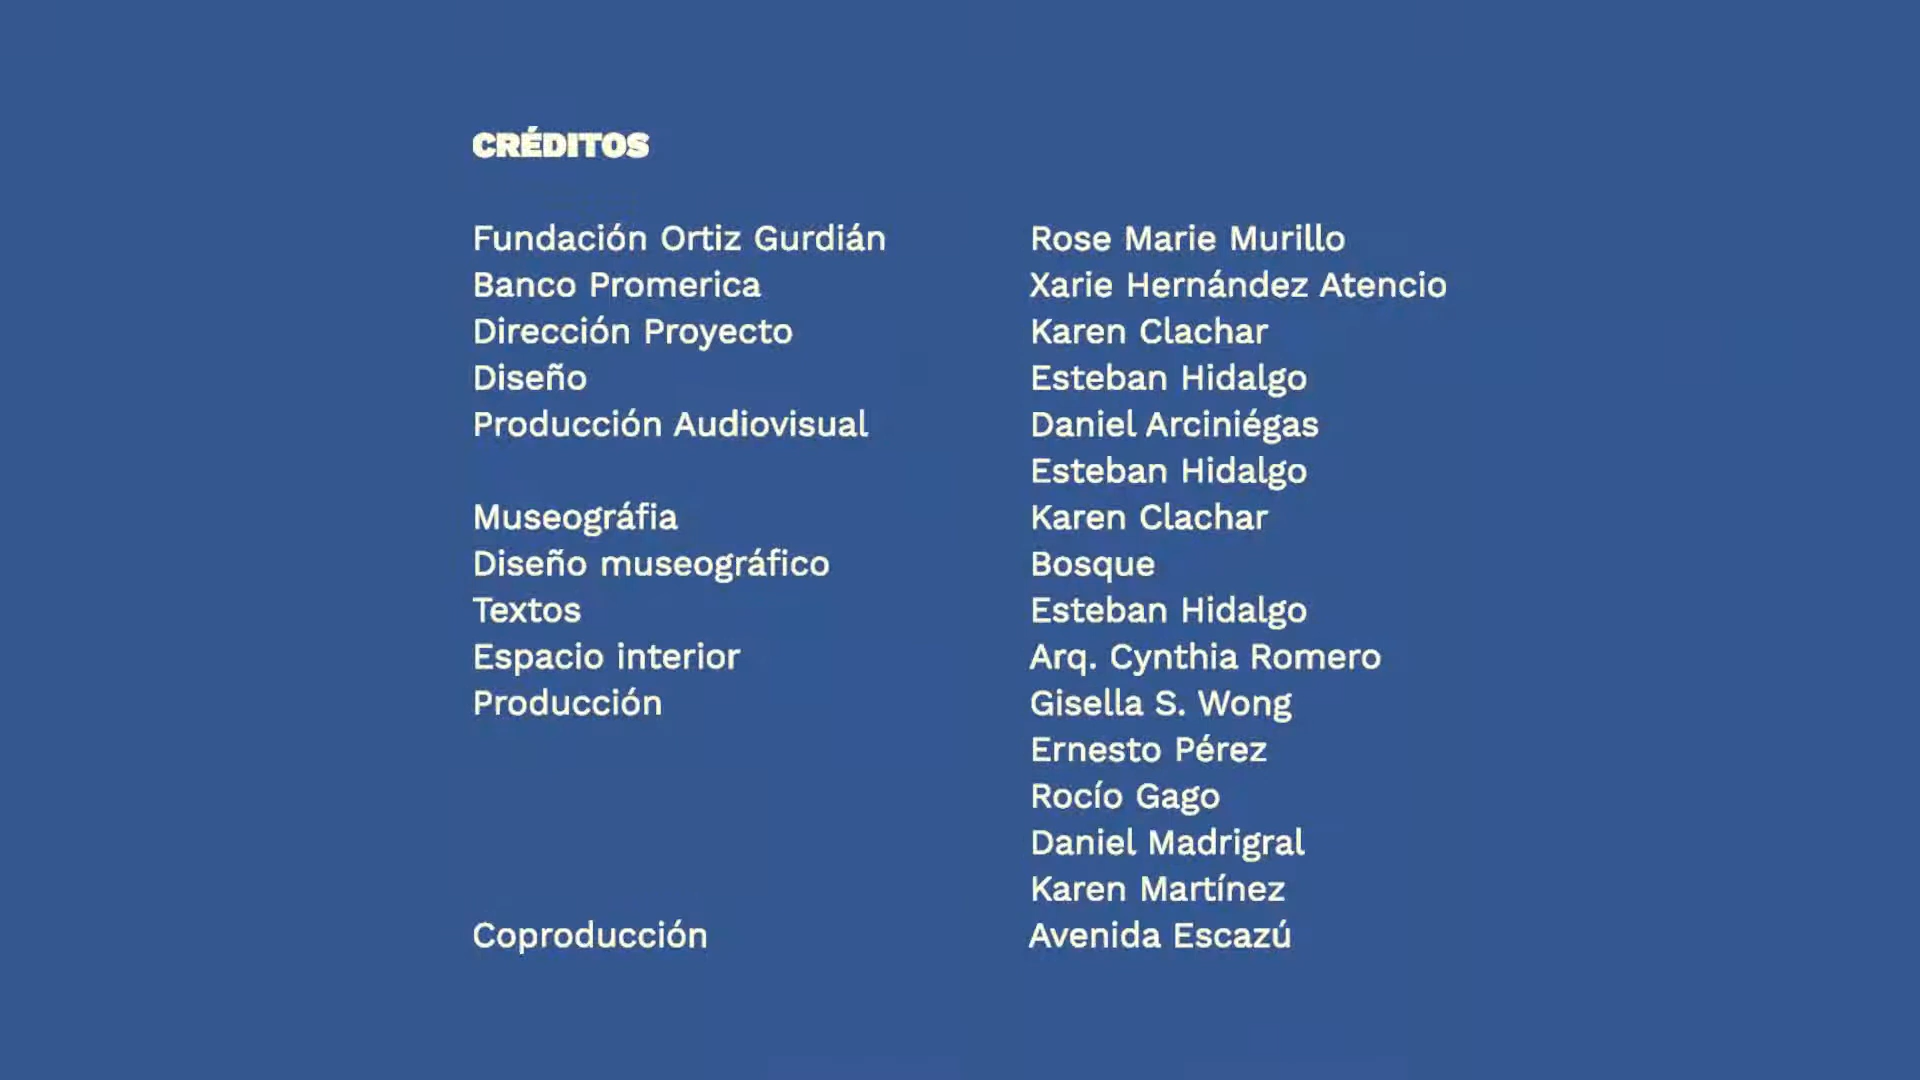 CRÉDITOS
Fundación Ortiz Gurdián Rose Marie Murillo
Banco Promerica Xarie Hernández Atencio
Dirección Proyecto Karen Clachar
Diseño Esteban Hidalgo
Producción Audiovisual Daniel Arciniégas
Esteban Hidalgo
Museográfia Karen Clachar
Diseño museográfico Bosque
Textos Esteban Hidalgo
Espacio interior Arq. Cynthia Romero
Producción Gisella S. Wong
Ernesto Pérez
Rocío Gago
Daniel Madrigral
Karen Martínez
Coproducción Avenida Escazú